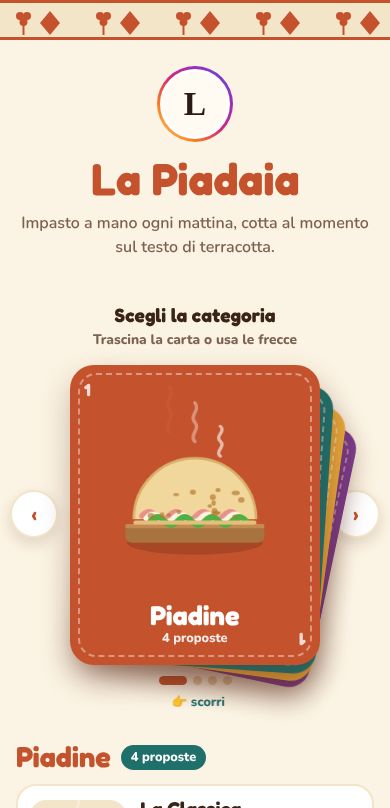 L
La Piadaia
Impasto a mano ogni mattina, cotta al momento
sul testo di terracotta.
Scegli la categoria
Trascina la carta o usa le frecce
1
‹
›
Piadine
4 proposte
1
👉 scorri
Piadine
4 proposte
La Classica